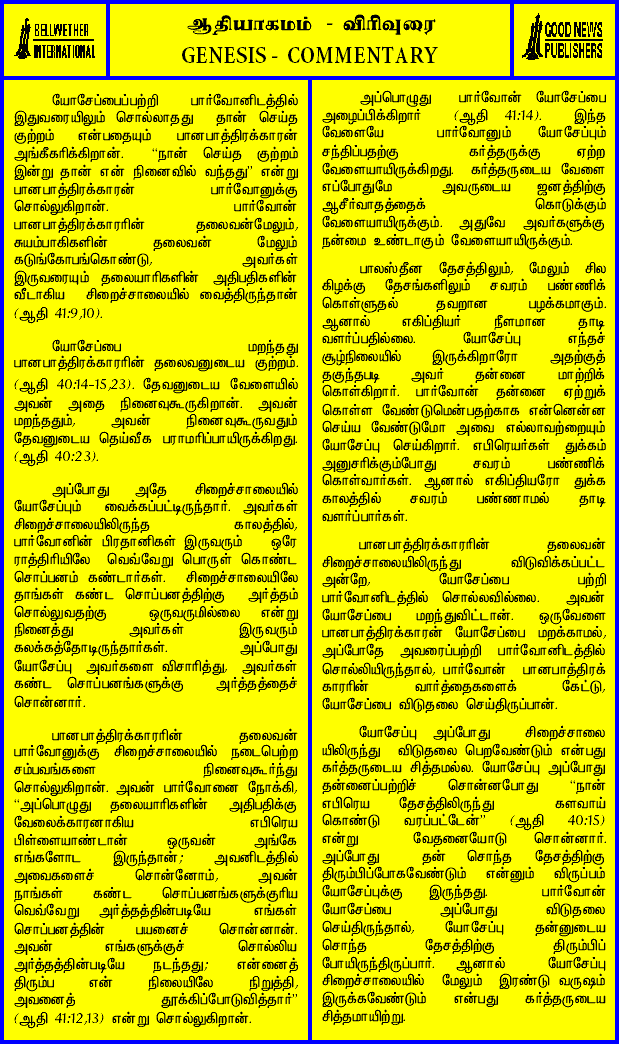 BELLWETHER
INTERNATIONAL
ஆதியாகமம் - விரிவுரை
GENESIS - COMMENTARY
GOOD NEWS
PUBLISHERS
யோசேப்பைப்பற்றி பார்வோனிடத்தில்
இதுவரையிலும் சொல்லாதது தான் செய்த
குற்றம் என்பதையும் பானபாத்திரக்காரன்
அங்கீகரிக்கிறான். “நான் செய்த குற்றம்
இன்று தான் என் நினைவில் வந்தது” என்று
பானபாத்திரக்காரன் பார்வோனுக்கு
சொல்லுகிறான். பார்வோன்
பானபாத்திரக்காரரின் தலைவன்மேலும்,
சுயம்பாகிகளின் தலைவன் மேலும்
கடுங்கோபங்கொண்டு, அவர்கள்
இருவரையும் தலையாரிகளின் அதிபதிகளின்
வீடாகிய சிறைச்சாலையில் வைத்திருந்தான்
(ஆதி 41:9,10).
யோசேப்பை மறந்தது
பானபாத்திரக்காரரின் தலைவனுடைய குற்றம்.
(ஆதி 40:14-15,23). தேவனுடைய வேளையில்
அவன் அதை நினைவுகூருகிறான். அவன்
மறந்ததும், அவன் நினைவுகூருவதும்
தேவனுடைய தெய்வீக பராமரிப்பாயிருக்கிறது.
(ஆதி 40:23).
அப்போது அதே சிறைச்சாலையில்
யோசேப்பும் வைக்கப்பட்டிருந்தார். அவர்கள்
சிறைச்சாலையிலிருந்த காலத்தில்,
பார்வோனின் பிரதானிகள் இருவரும் ஒரே
ராத்திரியிலே வெவ்வேறு பொருள் கொண்ட
சொப்பனம் கண்டார்கள். சிறைச்சாலையிலே
தாங்கள் கண்ட சொப்பனத்திற்கு அர்த்தம்
சொல்லுவதற்கு ஒருவருமில்லை என்று
நினைத்து அவர்கள் இருவரும்
கலக்கத்தோடிருந்தார்கள். அப்போது
யோசேப்பு அவர்களை விசாரித்து, அவர்கள்
கண்ட சொப்பனங்களுக்கு அர்த்தத்தைச்
சொன்னார்.
பானபாத்திரக்காரரின் தலைவன்
பார்வோனுக்கு சிறைச்சாலையில் நடைபெற்ற
சம்பவங்களை நினைவுகூர்ந்து
சொல்லுகிறான். அவன் பார்வோனை நோக்கி,
“அப்பொழுது தலையாரிகளின் அதிபதிக்கு
வேலைக்காரனாகிய எபிரெய
பிள்ளையாண்டான் ஒருவன் அங்கே
எங்களோட இருந்தான்; அவனிடத்தில்
அவைகளைச் சொன்னோம், அவன்
நாங்கள் கண்ட சொப்பனங்களுக்குரிய
வெவ்வேறு அர்த்தத்தின்படியே எங்கள்
சொப்பனத்தின் பயனைச் சொன்னான்.
அவன் எங்களுக்குச் சொல்லிய
அர்த்தத்தின்படியே நடந்தது; என்னைத்
திரும்ப என் நிலையிலே நிறுத்தி,
அவனைத் தூக்கிப்போடுவித்தார்”
(ஆதி 41:12,13) என்று சொல்லுகிறான்.
அப்பொழுது பார்வோன் யோசேப்பை
அழைப்பிக்கிறார் (ஆதி 41:14). இந்த
வேளையே பார்வோனும் யோசேப்பும்
சந்திப்பதற்கு கர்த்தருக்கு ஏற்ற
வேளையாயிருக்கிறது. கர்த்தருடைய வேளை
எப்போதுமே அவருடைய ஜனத்திற்கு
ஆசீர்வாதத்தைக் கொடுக்கும்
வேளையாயிருக்கும். அதுவே அவர்களுக்கு
நன்மை உண்டாகும் வேளையாயிருக்கும்.
பாலஸ்தீன தேசத்திலும், மேலும் சில
கிழக்கு தேசங்களிலும் சவரம் பண்ணிக்
கொள்ளுதல் தவறான பழக்கமாகும்.
ஆனால் எகிப்தியர் நீளமான தாடி
வளர்ப்பதில்லை. யோசேப்பு எந்தச்
சூழ்நிலையில் இருக்கிறாரோ அதற்குத்
தகுந்தபடி அவர் தன்னை மாற்றிக்
கொள்கிறார். பார்வோன் தன்னை ஏற்றுக்
கொள்ள வேண்டுமென்பதற்காக என்னென்ன
செய்ய வேண்டுமோ அவை எல்லாவற்றையும்
யோசேப்பு செய்கிறார். எபிரெயர்கள் துக்கம்
அனுசரிக்கும்போது சவரம் பண்ணிக்
கொள்வார்கள். ஆனால் எகிப்தியரோ துக்க
காலத்தில் சவரம் பண்ணாமல் தாடி
வளர்ப்பார்கள்.
பானபாத்திரக்காரரின் தலைவன்
சிறைச்சாலையிலிருந்து விடுவிக்கப்பட்ட
அன்றே, யோசேப்பை பற்றி
பார்வோனிடத்தில் சொல்லவில்லை. அவன்
யோசேப்பை மறந்துவிட்டான். ஒருவேளை
பானபாத்திரக்காரன் யோசேப்பை மறக்காமல்,
அப்போதே அவரைப்பற்றி பார்வோனிடத்தில்
சொல்லியிருந்தால், பார்வோன் பானபாத்திரக்
காரரின் வார்த்தைகளைக் கேட்டு,
யோசேப்பை விடுதலை செய்திருப்பான்.
யோசேப்பு அப்போது சிறைச்சாலை
யிலிருந்து விடுதலை பெறவேண்டும் என்பது
கர்த்தருடைய சித்தமல்ல. யோசேப்பு அப்போது
தன்னைப்பற்றிச் சொன்னபோது “நான்
எபிரெய தேசத்திலிருந்து களவாய்
கொண்டு வரப்பட்டேன்” (ஆதி 40:15)
என்று வேதனையோடு சொன்னார்.
அப்போது தன் சொந்த தேசத்திற்கு
திரும்பிப்போகவேண்டும் என்னும் விருப்பம்
யோசேப்புக்கு இருந்தது. பார்வோன்
யோசேப்பை அப்போது விடுதலை
செய்திருந்தால், யோசேப்பு தன்னுடைய
சொந்த தேசத்திற்கு திரும்பிப்
போயிருந்திருப்பார். ஆனால் யோசேப்பு
சிறைச்சாலையில் மேலும் இரண்டு வருஷம்
இருக்கவேண்டும் என்பது கர்த்தருடைய
சித்தமாயிற்று.